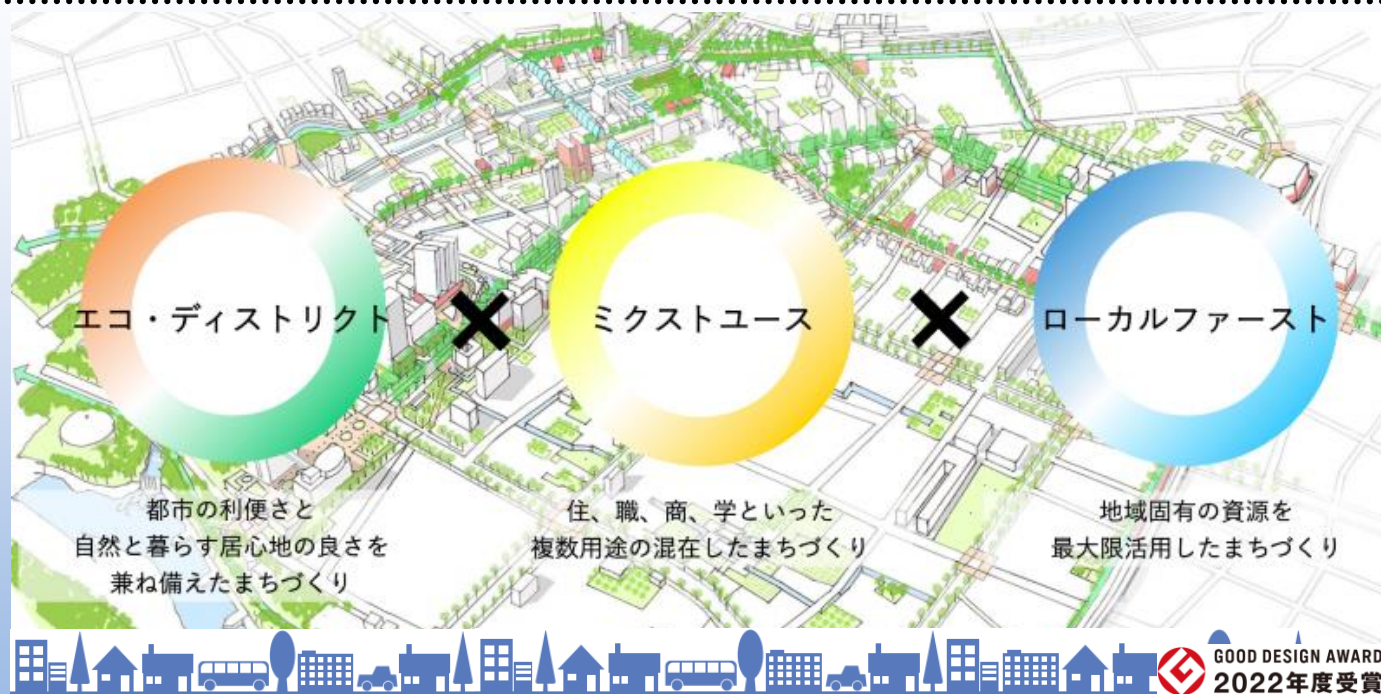 エコ・ディストリクト
×
ミクストユース
×
ローカルファースト
都市の利便さと
自然と暮らす居心地の良さを
兼ね備えたまちづくり
住、職、商、学といった
複数用途の混在したまちづくり
地域固有の資源を
最大限活用したまちづくり
GOOD DESIGN AWARD
2022年度受賞